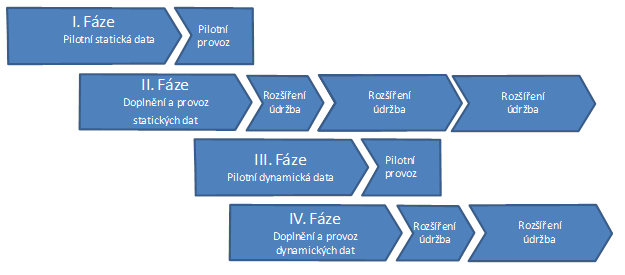 I. Fáze
Pilotní statická data
Pilotní
provoz
II. Fáze
Doplnění a provoz
statických dat
Rozšíření
údržba
Rozšíření
údržba
Rozšíření
údržba
III. Fáze
Pilotní dynamická data
Pilotní
provoz
IV. Fáze
Doplnění a provoz
dynamických dat
Rozšíření
údržba
Rozšíření
údržba